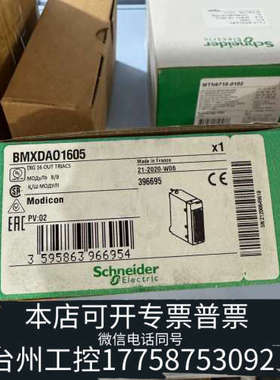 Schneider
Electric
BMXDAO1605
x1
DIG 16 OUT TRIACS
Made in France
21-2020-W06
396695
EAC
PV:02
Modicon
3 595863 966954
Schneider
Electric
本店可开专票普票
微信电话同号
台州工控17758753092